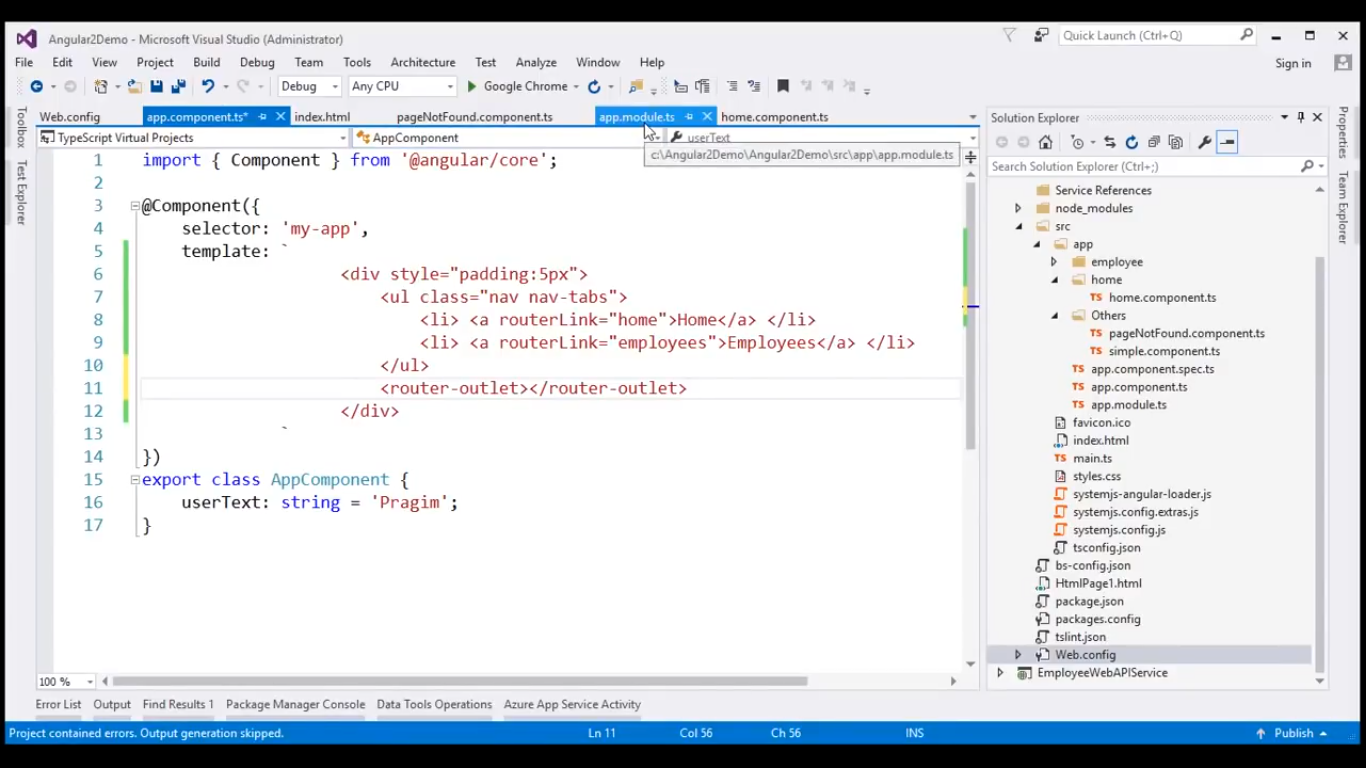 Angular2Demo - Microsoft Visual Studio (Administrator)
Quick Launch (Ctrl+Q)
File Edit View Project Build Debug Team Tools Architecture Test Analyze Window Help
Sign in
Debug Any CPU Google Chrome
Web.config app.component.ts* index.html pageNotFound.component.ts app.module.ts home.component.ts
TypeScript Virtual Projects AppComponent userText
c:\Angular2Demo\Angular2Demo\src\app\app.module.ts
Toolbox
Test Explorer
1 import { Component } from '@angular/core';
2
3 @Component({
4 selector: 'my-app',
5 template: `
6 <div style="padding:5px">
7 <ul class="nav nav-tabs">
8 <li> <a routerLink="home">Home</a> </li>
9 <li> <a routerLink="employees">Employees</a> </li>
10 </ul>
11 <router-outlet></router-outlet>
12 </div>
13 `
14 })
15 export class AppComponent {
16 userText: string = 'Pragim';
17 }
100 %
Solution Explorer
Search Solution Explorer (Ctrl+;)
Service References
node_modules
src
app
employee
home
TS home.component.ts
Others
TS pageNotFound.component.ts
TS simple.component.ts
TS app.component.spec.ts
TS app.component.ts
TS app.module.ts
favicon.ico
index.html
TS main.ts
styles.css
systemjs-angular-loader.js
systemjs.config.extras.js
systemjs.config.js
tsconfig.json
bs-config.json
HtmlPage1.html
package.json
packages.config
tslint.json
Web.config
EmployeeWebAPIService
Properties
Team Explorer
Error List Output Find Results 1 Package Manager Console Data Tools Operations Azure App Service Activity
Project contained errors. Output generation skipped. Ln 11 Col 56 Ch 56 INS Publish